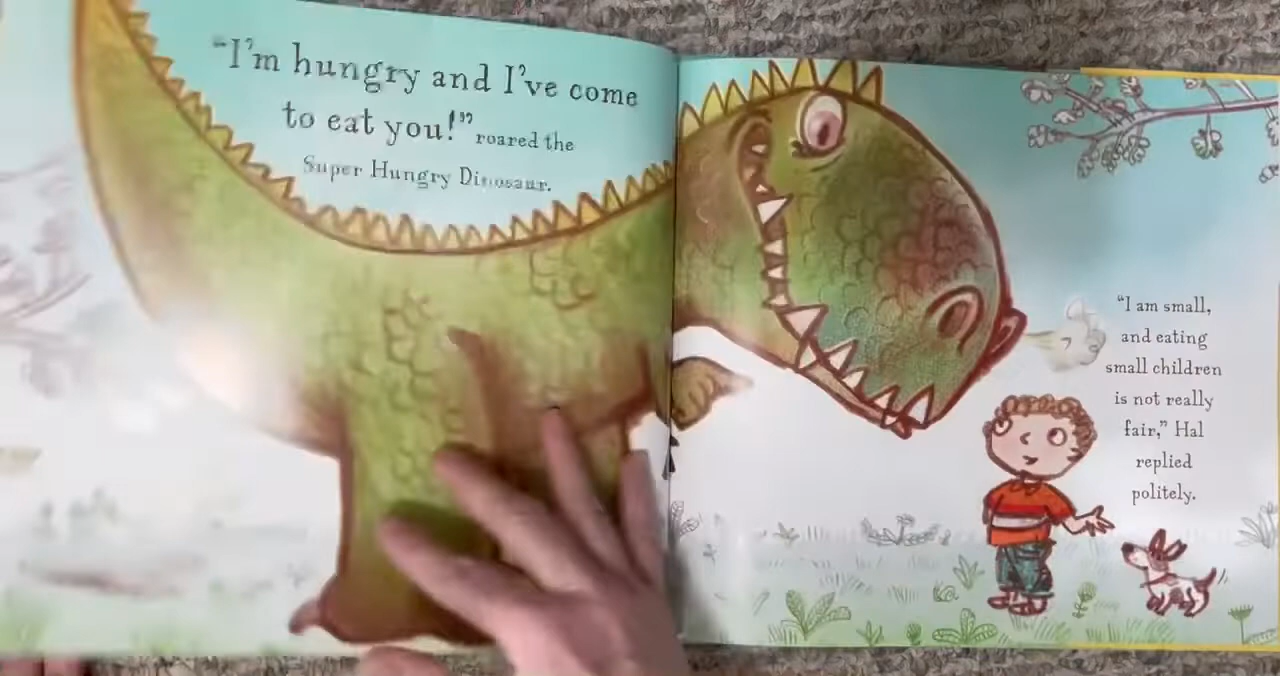 “I’m hungry and I’ve come
to eat you!” roared the
Super Hungry Dinosaur.
“I am small,
and eating
small children
is not really
fair,” Hal
replied
politely.